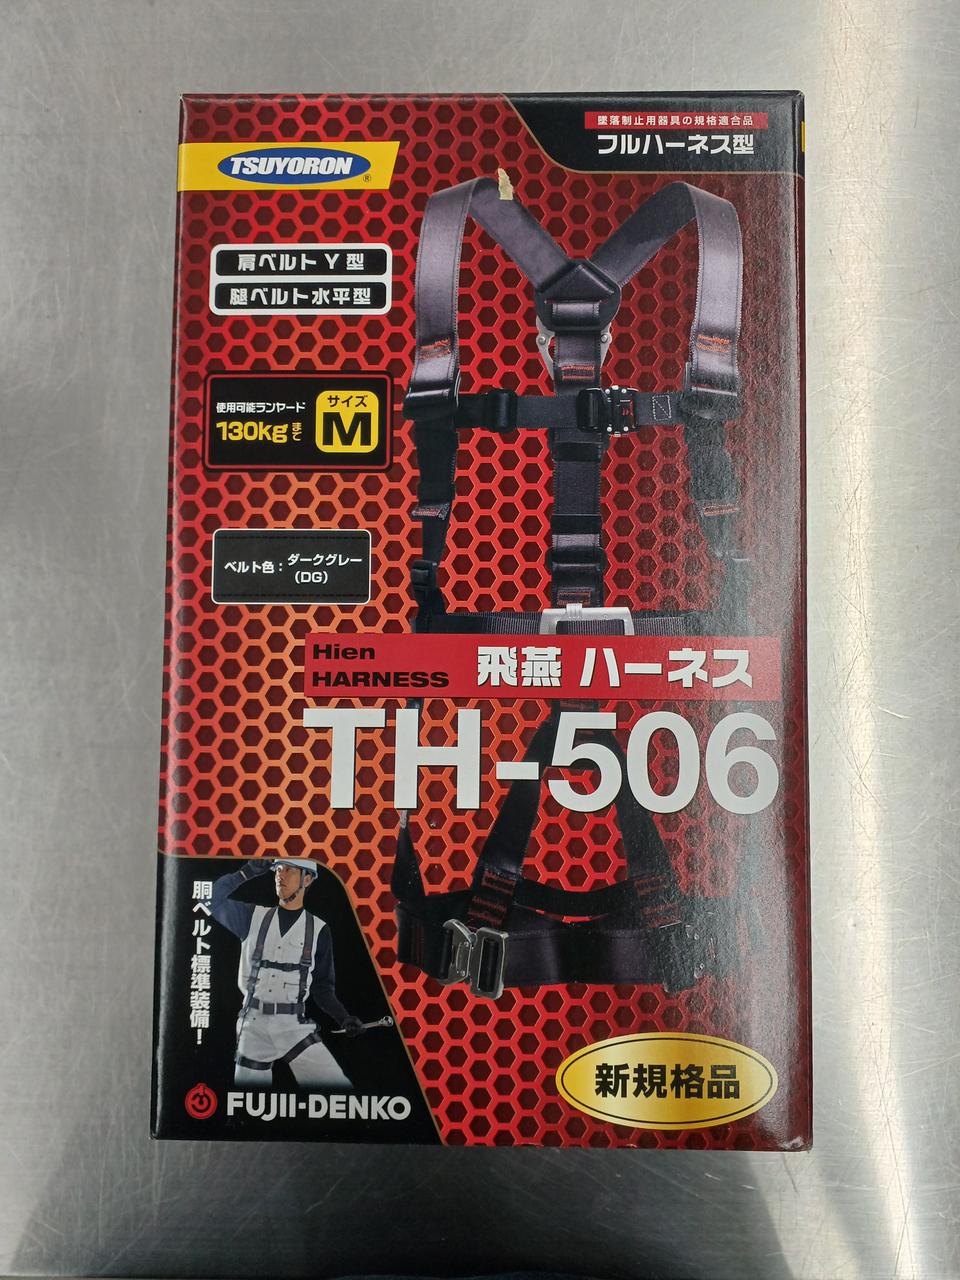 墜落制止用器具の規格適合品
フルハーネス型
TSUYORON®
肩ベルト Y 型
腿ベルト水平型
使用可能ランヤード
130kgまで
サイズ
M
ベルト色：ダークグレー
（DG）
Hien
HARNESS
飛燕 ハーネス
TH-506
胴ベルト標準装備！
FUJII-DENKO
新規格品